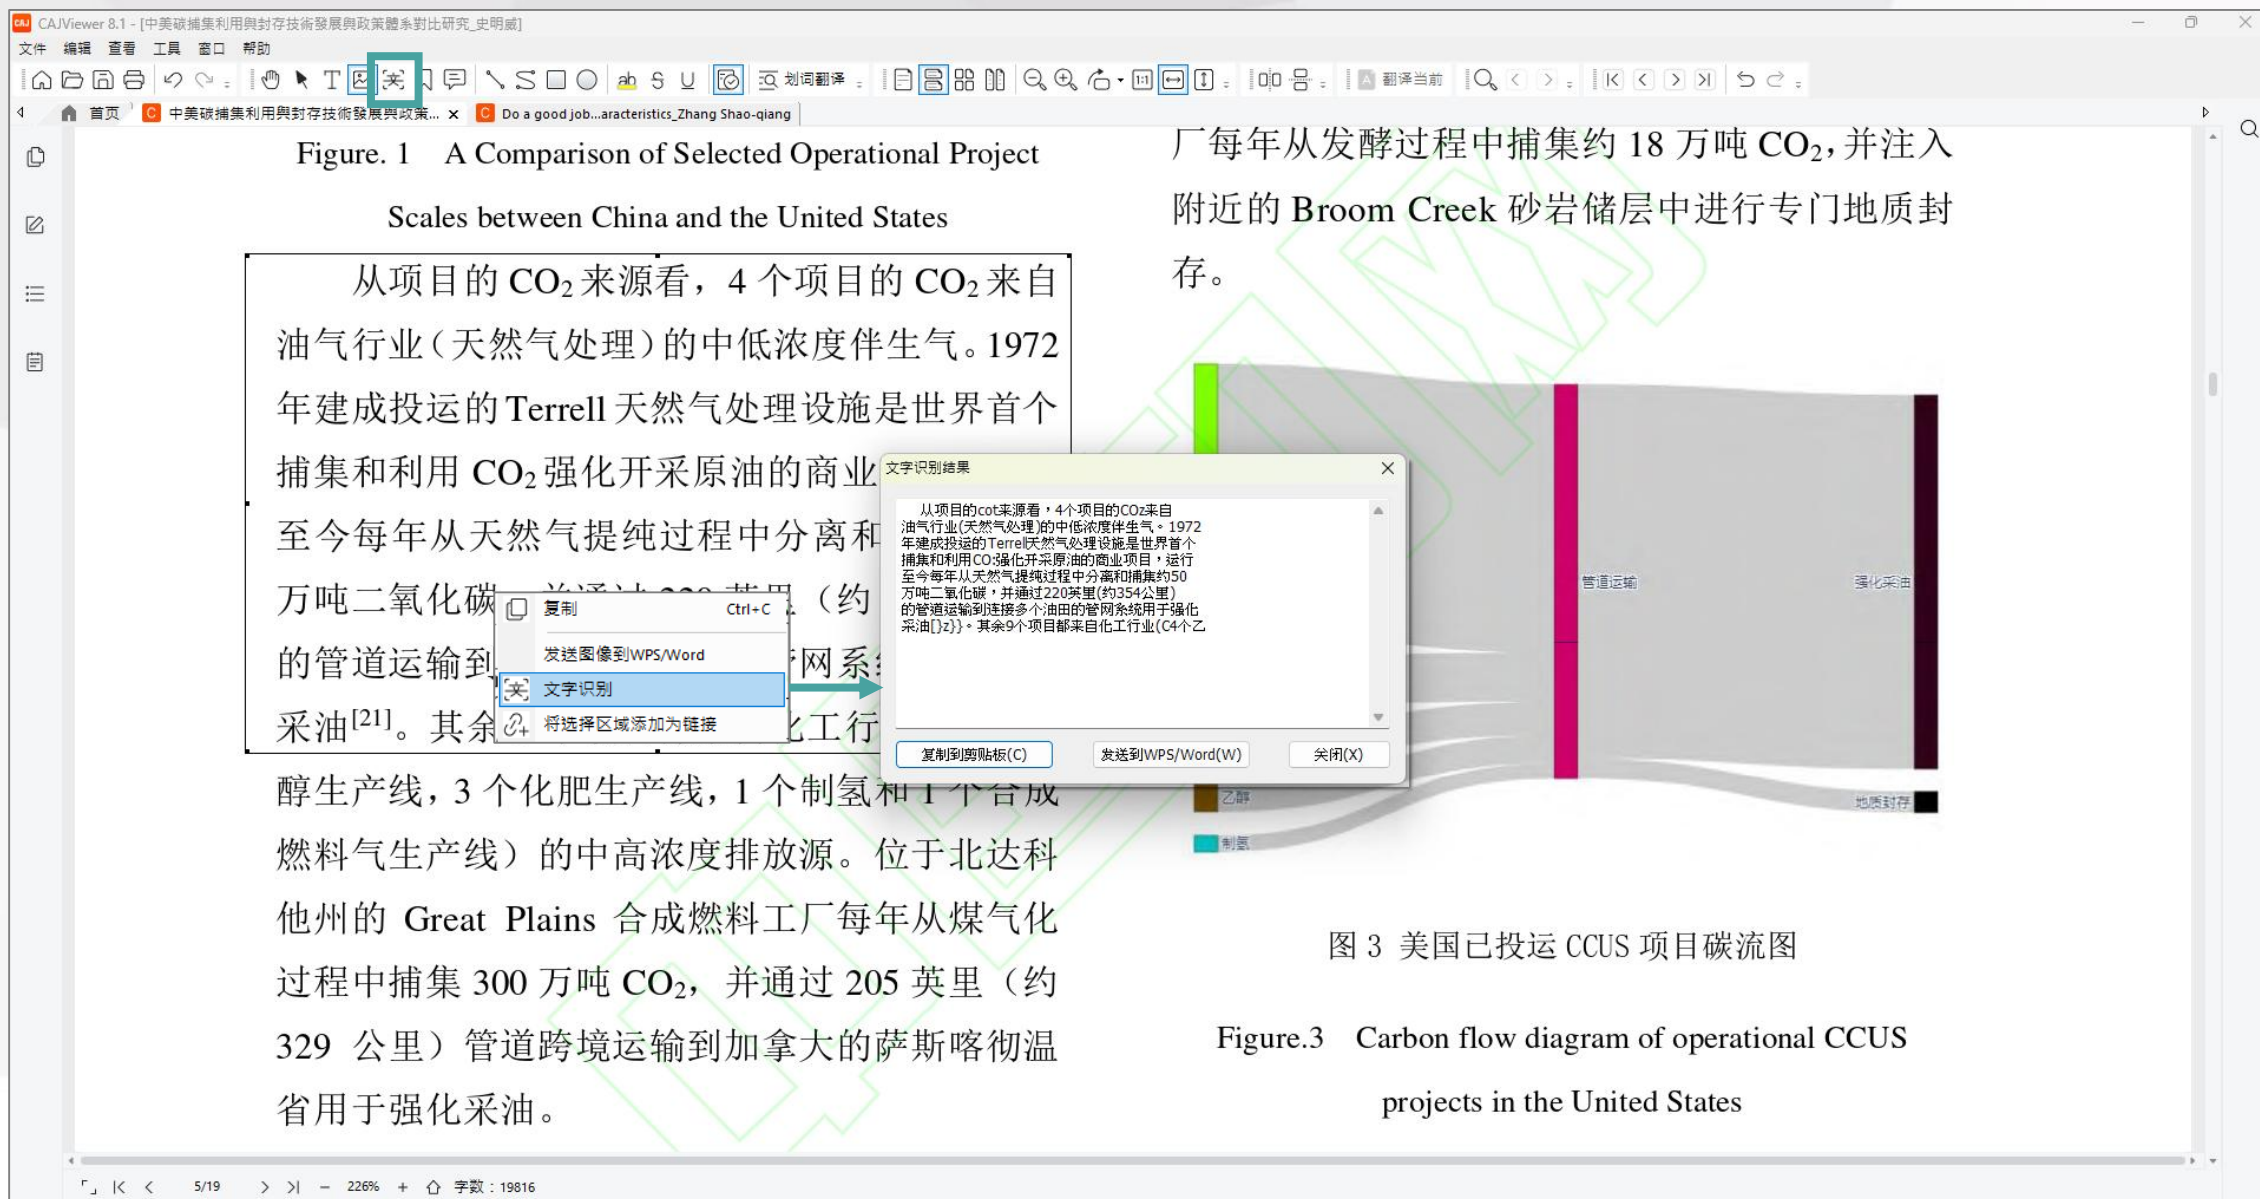 CAJViewer 8.1 - [中美碳捕集利用與封存技術發展與政策體系對比研究_史明威]
文件 编辑 查看 工具 窗口 帮助
划词翻译
翻译当前
首页
中美碳捕集利用與封存技術發展與政策...
Do a good job...aracteristics_Zhang Shao-qiang
Figure. 1 A Comparison of Selected Operational Project
Scales between China and the United States
从项目的 CO₂来源看，4 个项目的 CO₂来自
油气行业（天然气处理）的中低浓度伴生气。1972
年建成投运的 Terrell 天然气处理设施是世界首个
捕集和利用 CO₂强化开采原油的商业
至今每年从天然气提纯过程中分离和
万吨二氧化碳 （约
的管道运输到 网系
采油[21]。其余 化工行
醇生产线，3 个化肥生产线，1 个制氢和 1 个合成
燃料气生产线）的中高浓度排放源。位于北达科
他州的 Great Plains 合成燃料工厂每年从煤气化
过程中捕集 300 万吨 CO₂，并通过 205 英里（约
329 公里）管道跨境运输到加拿大的萨斯喀彻温
省用于强化采油。
复制 Ctrl+C
发送图像到WPS/Word
文字识别
将选择区域添加为链接
文字识别结果
从项目的cot来源看，4个项目的COz来自
油气行业(天然气处理)的中低浓度伴生气。1972
年建成投运的Terrel天然气处理设施是世界首个
捕集和利用CO:强化开采原油的商业项目，运行
至今每年从天然气提纯过程中分离和捕集约50
万吨二氧化碳，并通过220英里(约354公里)
的管道运输到连接多个油田的管网系统用于强化
采油[}z}}。其余9个项目都来自化工行业(C4个乙
复制到剪贴板(C) 发送到WPS/Word(W) 关闭(X)
厂每年从发酵过程中捕集约 18 万吨 CO₂，并注入
附近的 Broom Creek 砂岩储层中进行专门地质封
存。
管道运输
强化采油
乙醇
地质封存
制氢
图 3 美国已投运 CCUS 项目碳流图
Figure.3 Carbon flow diagram of operational CCUS
projects in the United States
5/19 226% 字数：19816